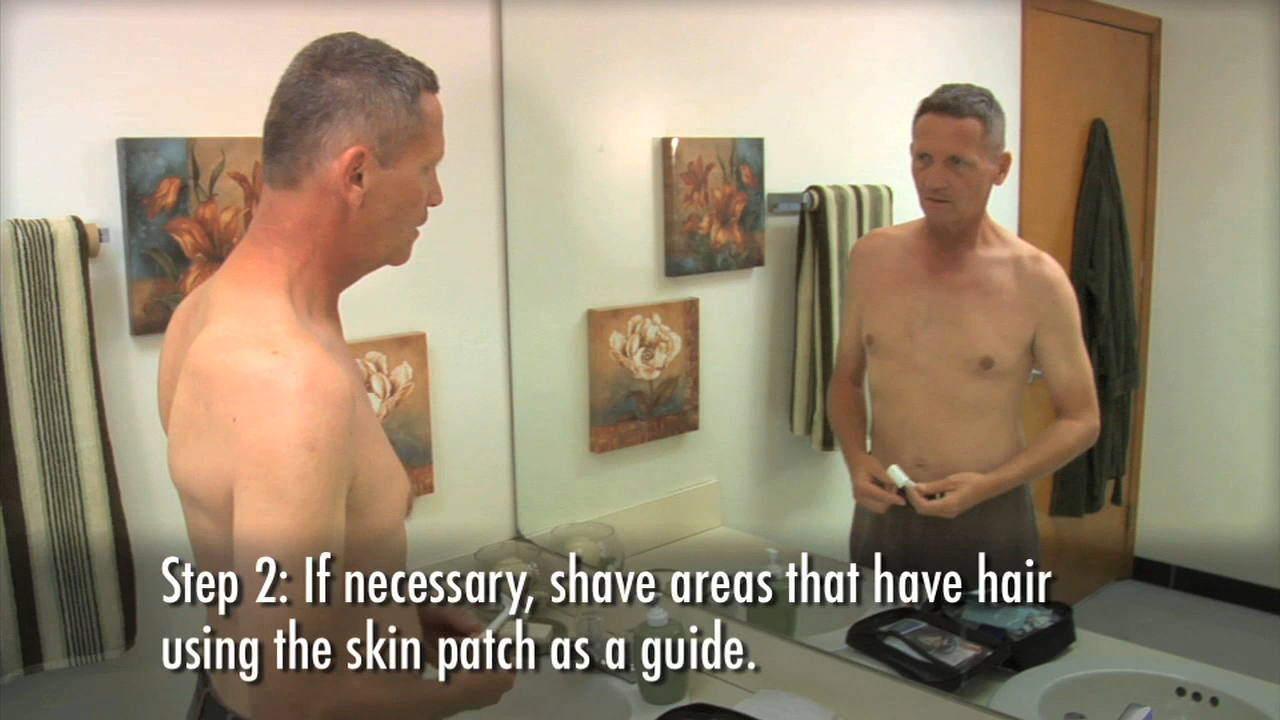 Step 2: If necessary, shave areas that have hair
using the skin patch as a guide.